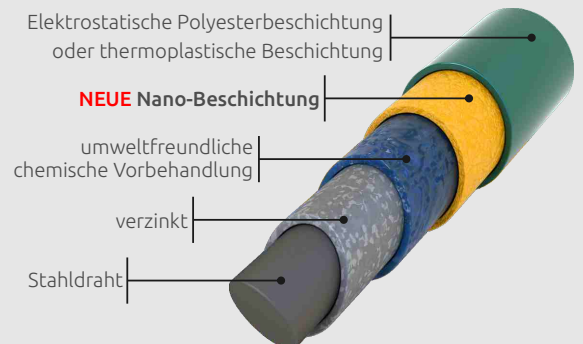 Elektrostatische Polyesterbeschichtung
oder thermoplastische Beschichtung
NEUE Nano-Beschichtung
umweltfreundliche
chemische Vorbehandlung
verzinkt
Stahldraht